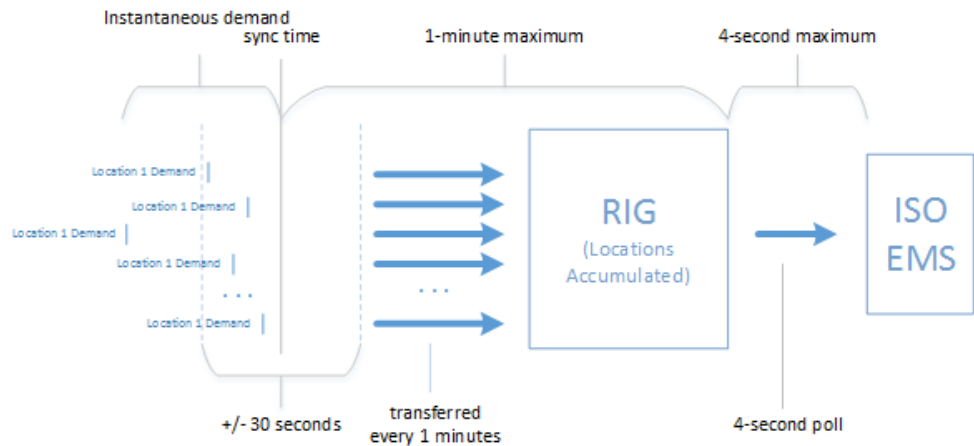 Instantaneous demand
sync time
1-minute maximum
4-second maximum
Location 1 Demand
Location 1 Demand
Location 1 Demand
Location 1 Demand
...
Location 1 Demand
...
RIG
(Locations
Accumulated)
ISO
EMS
+/- 30 seconds
transferred
every 1 minutes
4-second poll